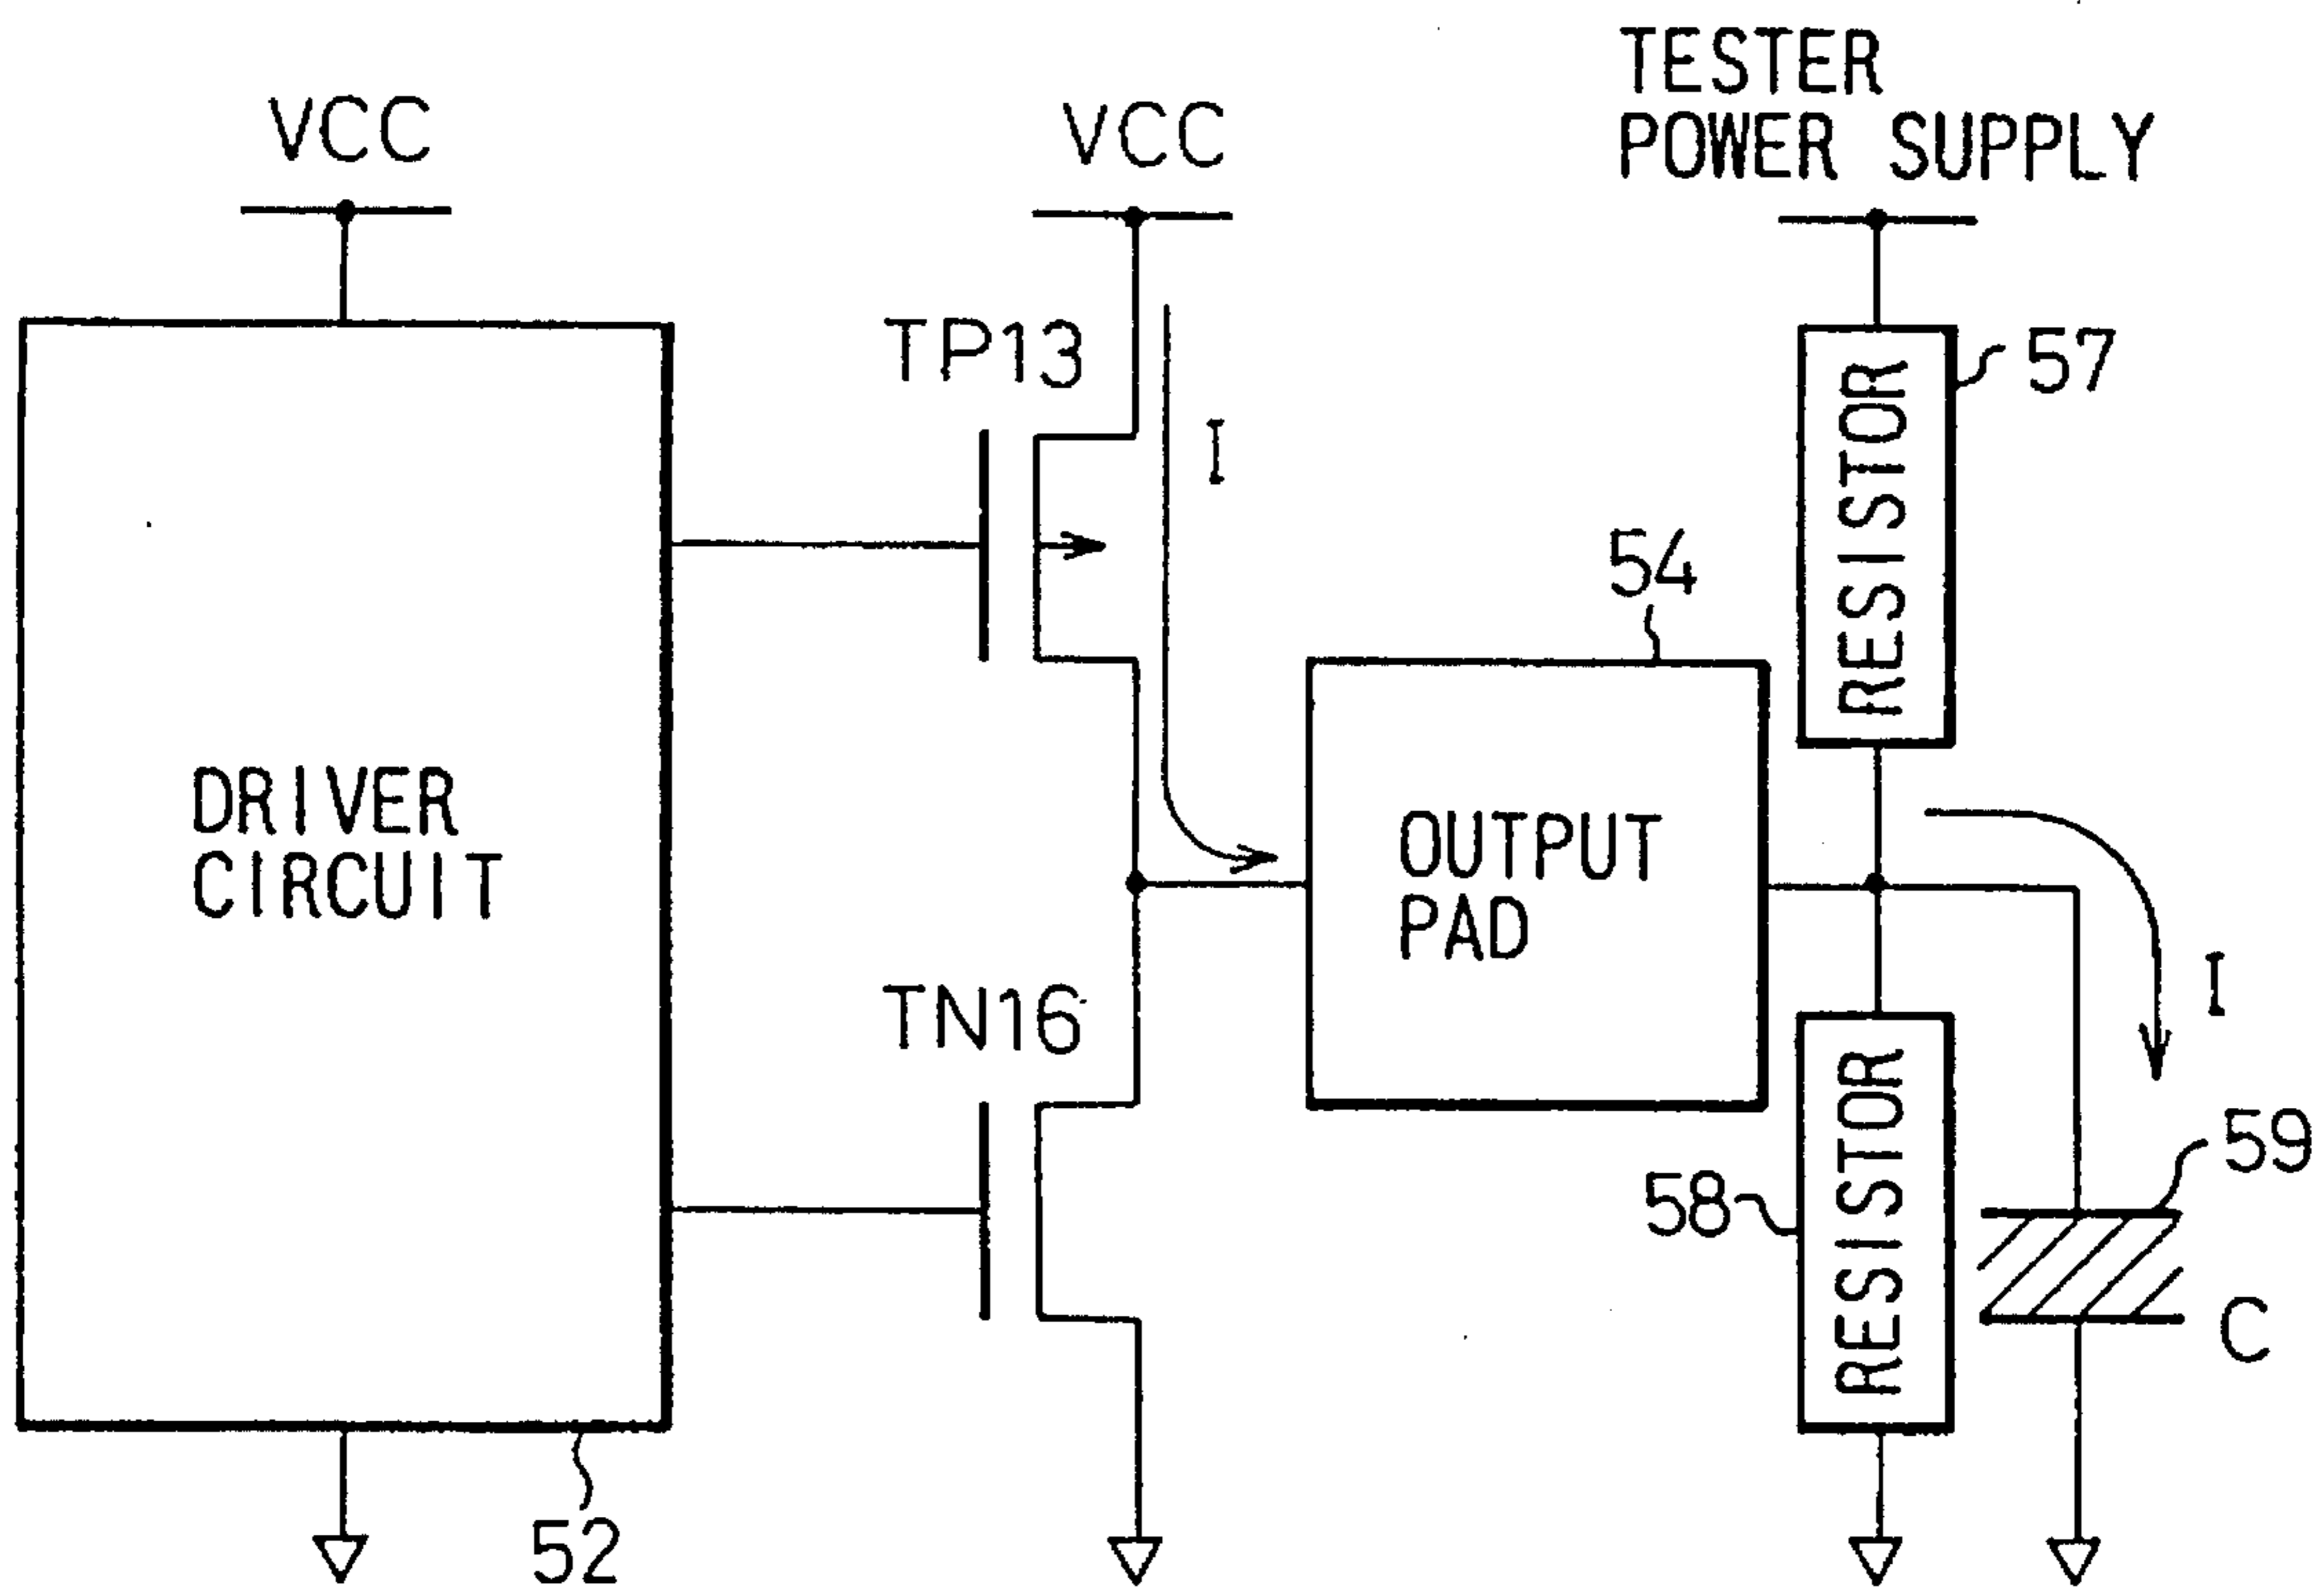 VCC
VCC
TESTER
POWER SUPPLY
TP13
I
RESISTOR
57
54
DRIVER
CIRCUIT
OUTPUT
PAD
I
TN16
RESISTOR
58
59
C
52